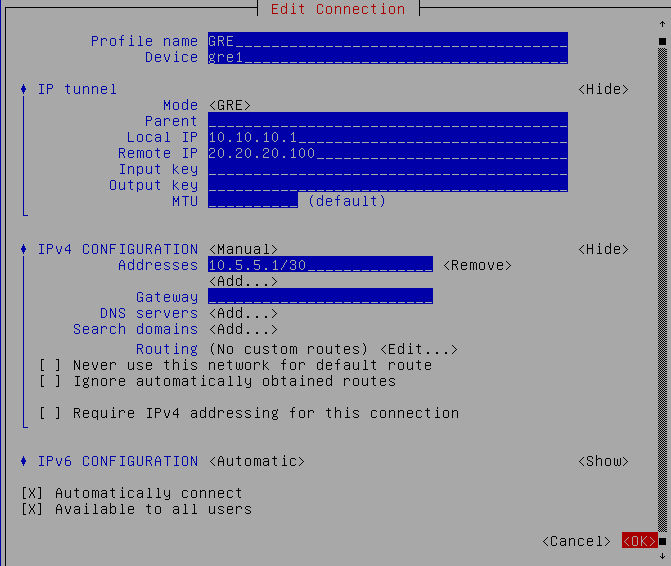 Edit Connection
Profile name GRE
Device gre1
IP tunnel <Hide>
Mode <GRE>
Parent
Local IP 10.10.10.1
Remote IP 20.20.20.100
Input key
Output key
MTU (default)
IPv4 CONFIGURATION <Manual> <Hide>
Addresses 10.5.5.1/30 <Remove>
<Add...>
Gateway
DNS servers <Add...>
Search domains <Add...>
Routing (No custom routes) <Edit...>
[ ] Never use this network for default route
[ ] Ignore automatically obtained routes
[ ] Require IPv4 addressing for this connection
IPv6 CONFIGURATION <Automatic> <Show>
[X] Automatically connect
[X] Available to all users
<Cancel> <OK>